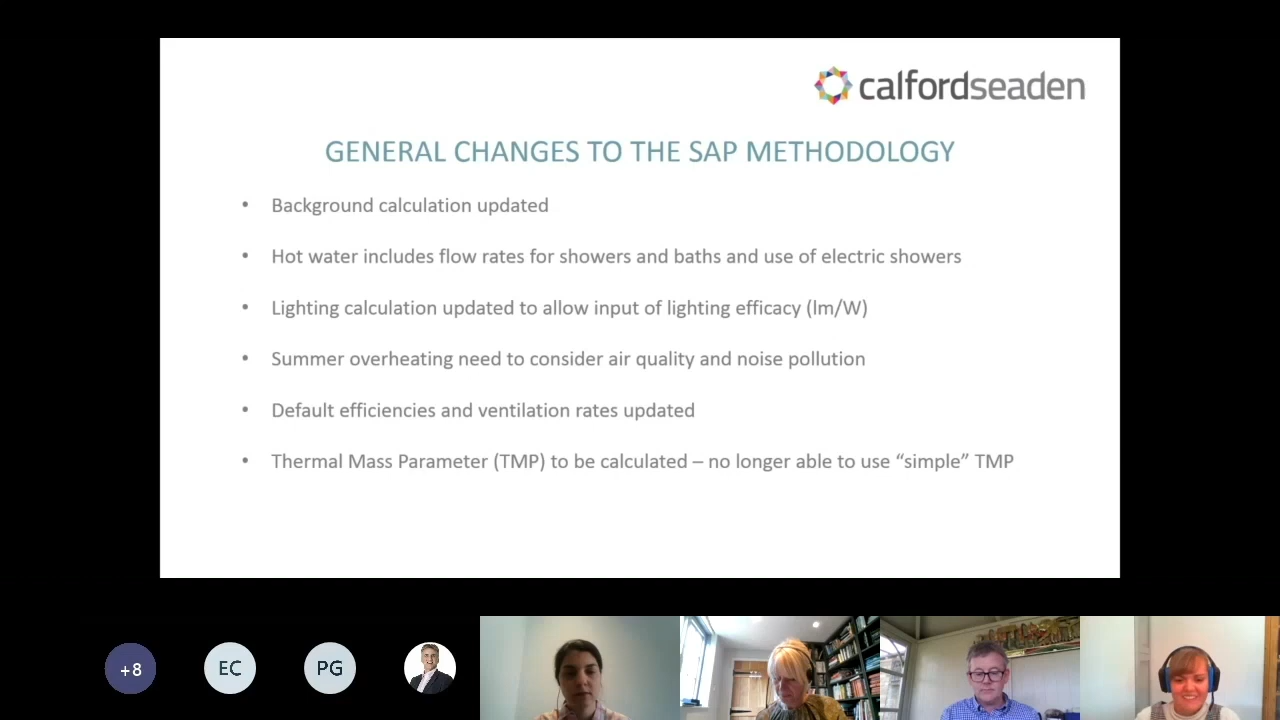 calfordseaden
GENERAL CHANGES TO THE SAP METHODOLOGY
• Background calculation updated
• Hot water includes flow rates for showers and baths and use of electric showers
• Lighting calculation updated to allow input of lighting efficacy (lm/W)
• Summer overheating need to consider air quality and noise pollution
• Default efficiencies and ventilation rates updated
• Thermal Mass Parameter (TMP) to be calculated – no longer able to use “simple” TMP
+8 EC PG